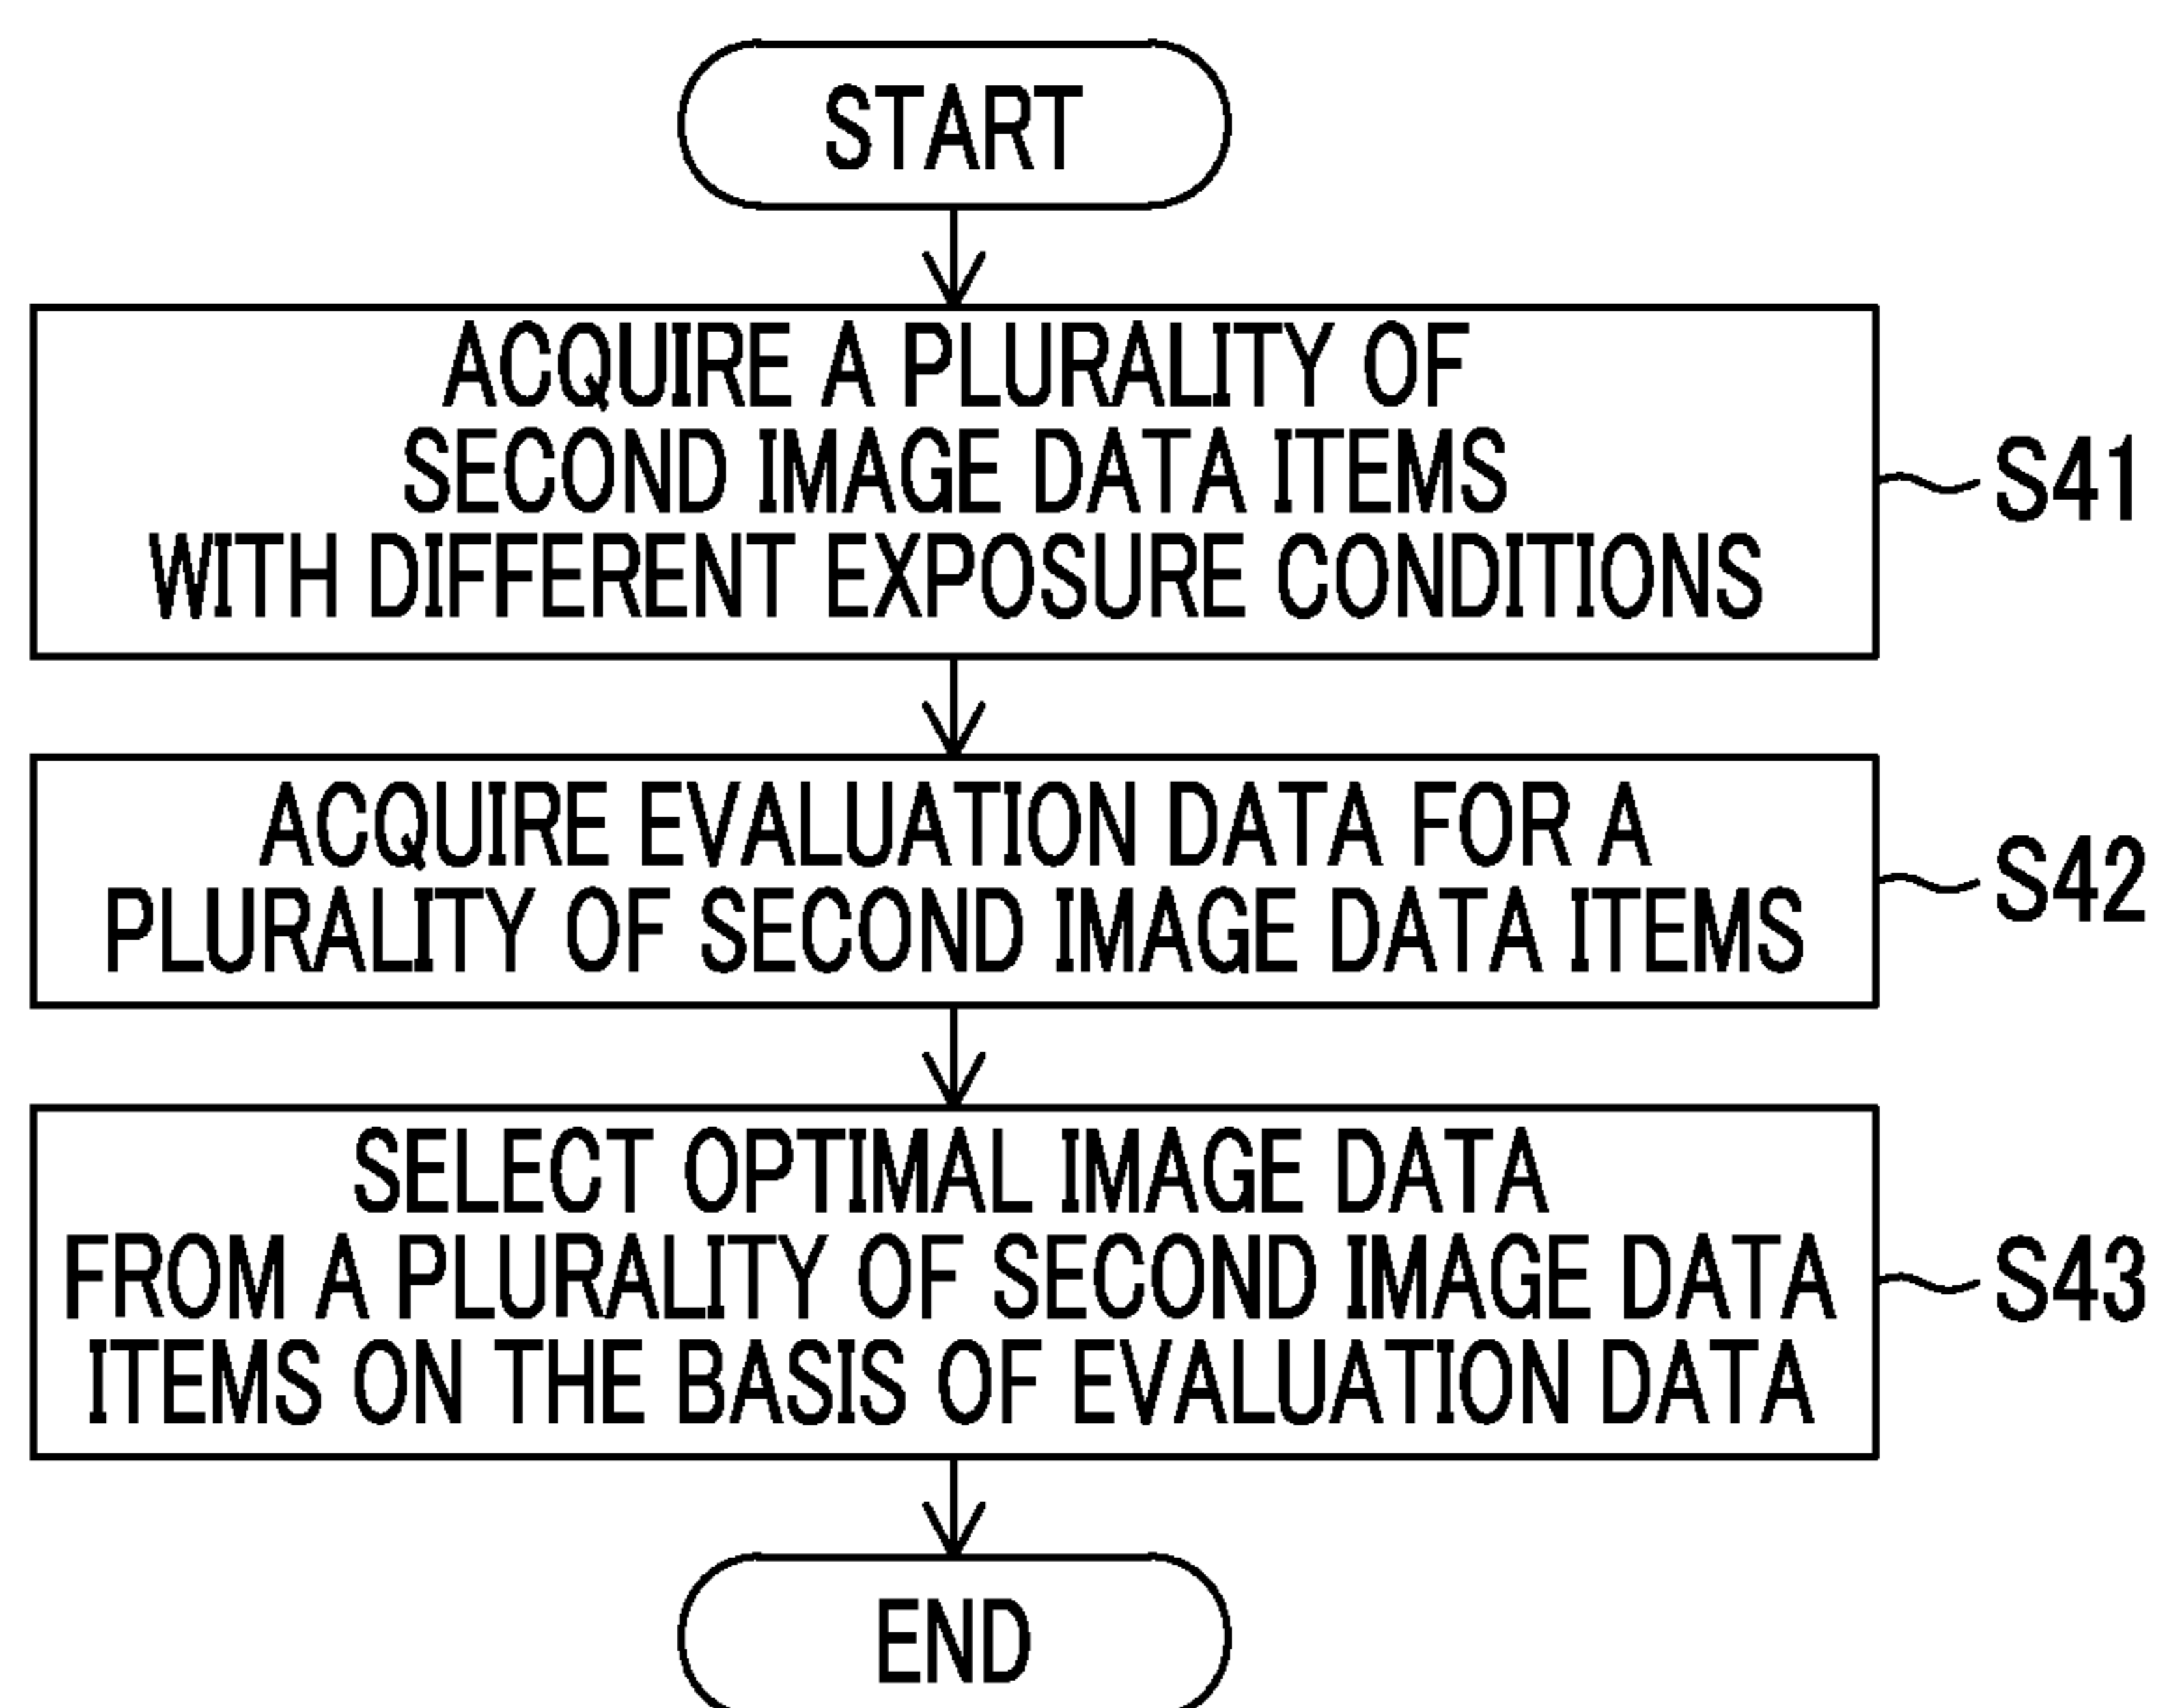 START
ACQUIRE A PLURALITY OF
SECOND IMAGE DATA ITEMS
WITH DIFFERENT EXPOSURE CONDITIONS
S41
ACQUIRE EVALUATION DATA FOR A
PLURALITY OF SECOND IMAGE DATA ITEMS
S42
SELECT OPTIMAL IMAGE DATA
FROM A PLURALITY OF SECOND IMAGE DATA
ITEMS ON THE BASIS OF EVALUATION DATA
S43
END